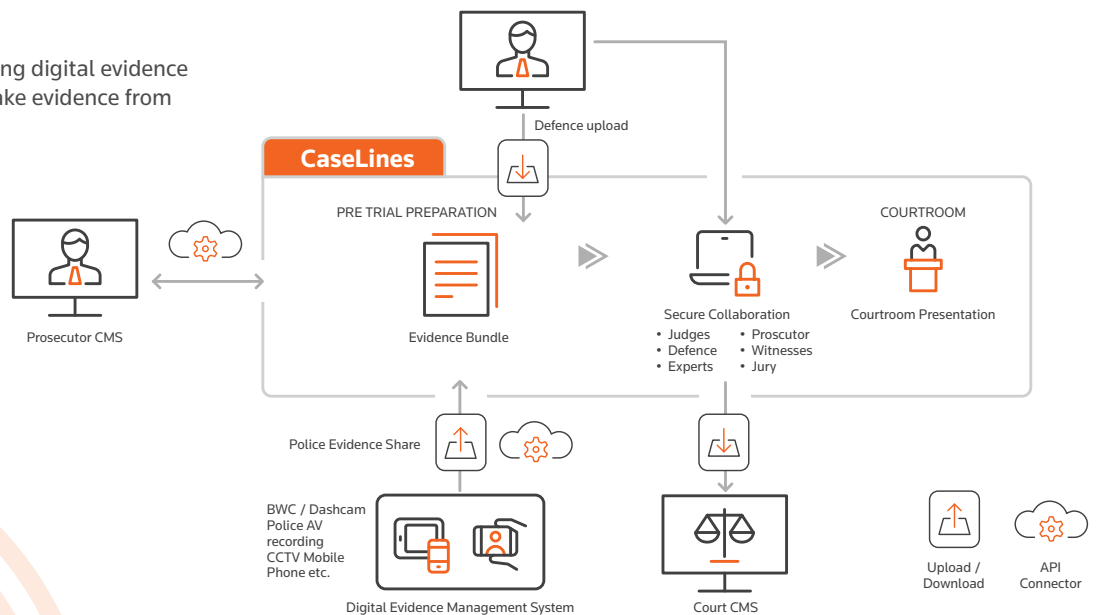 ng digital evidence
ake evidence from
Defence upload
CaseLines
PRE TRIAL PREPARATION
COURTROOM
Prosecutor CMS
Evidence Bundle
Secure Collaboration
• Judges
• Defence
• Experts
• Proscutor
• Witnesses
• Jury
Courtroom Presentation
Police Evidence Share
BWC / Dashcam
Police AV
recording
CCTV Mobile
Phone etc.
Digital Evidence Management System
Court CMS
Upload /
Download
API
Connector